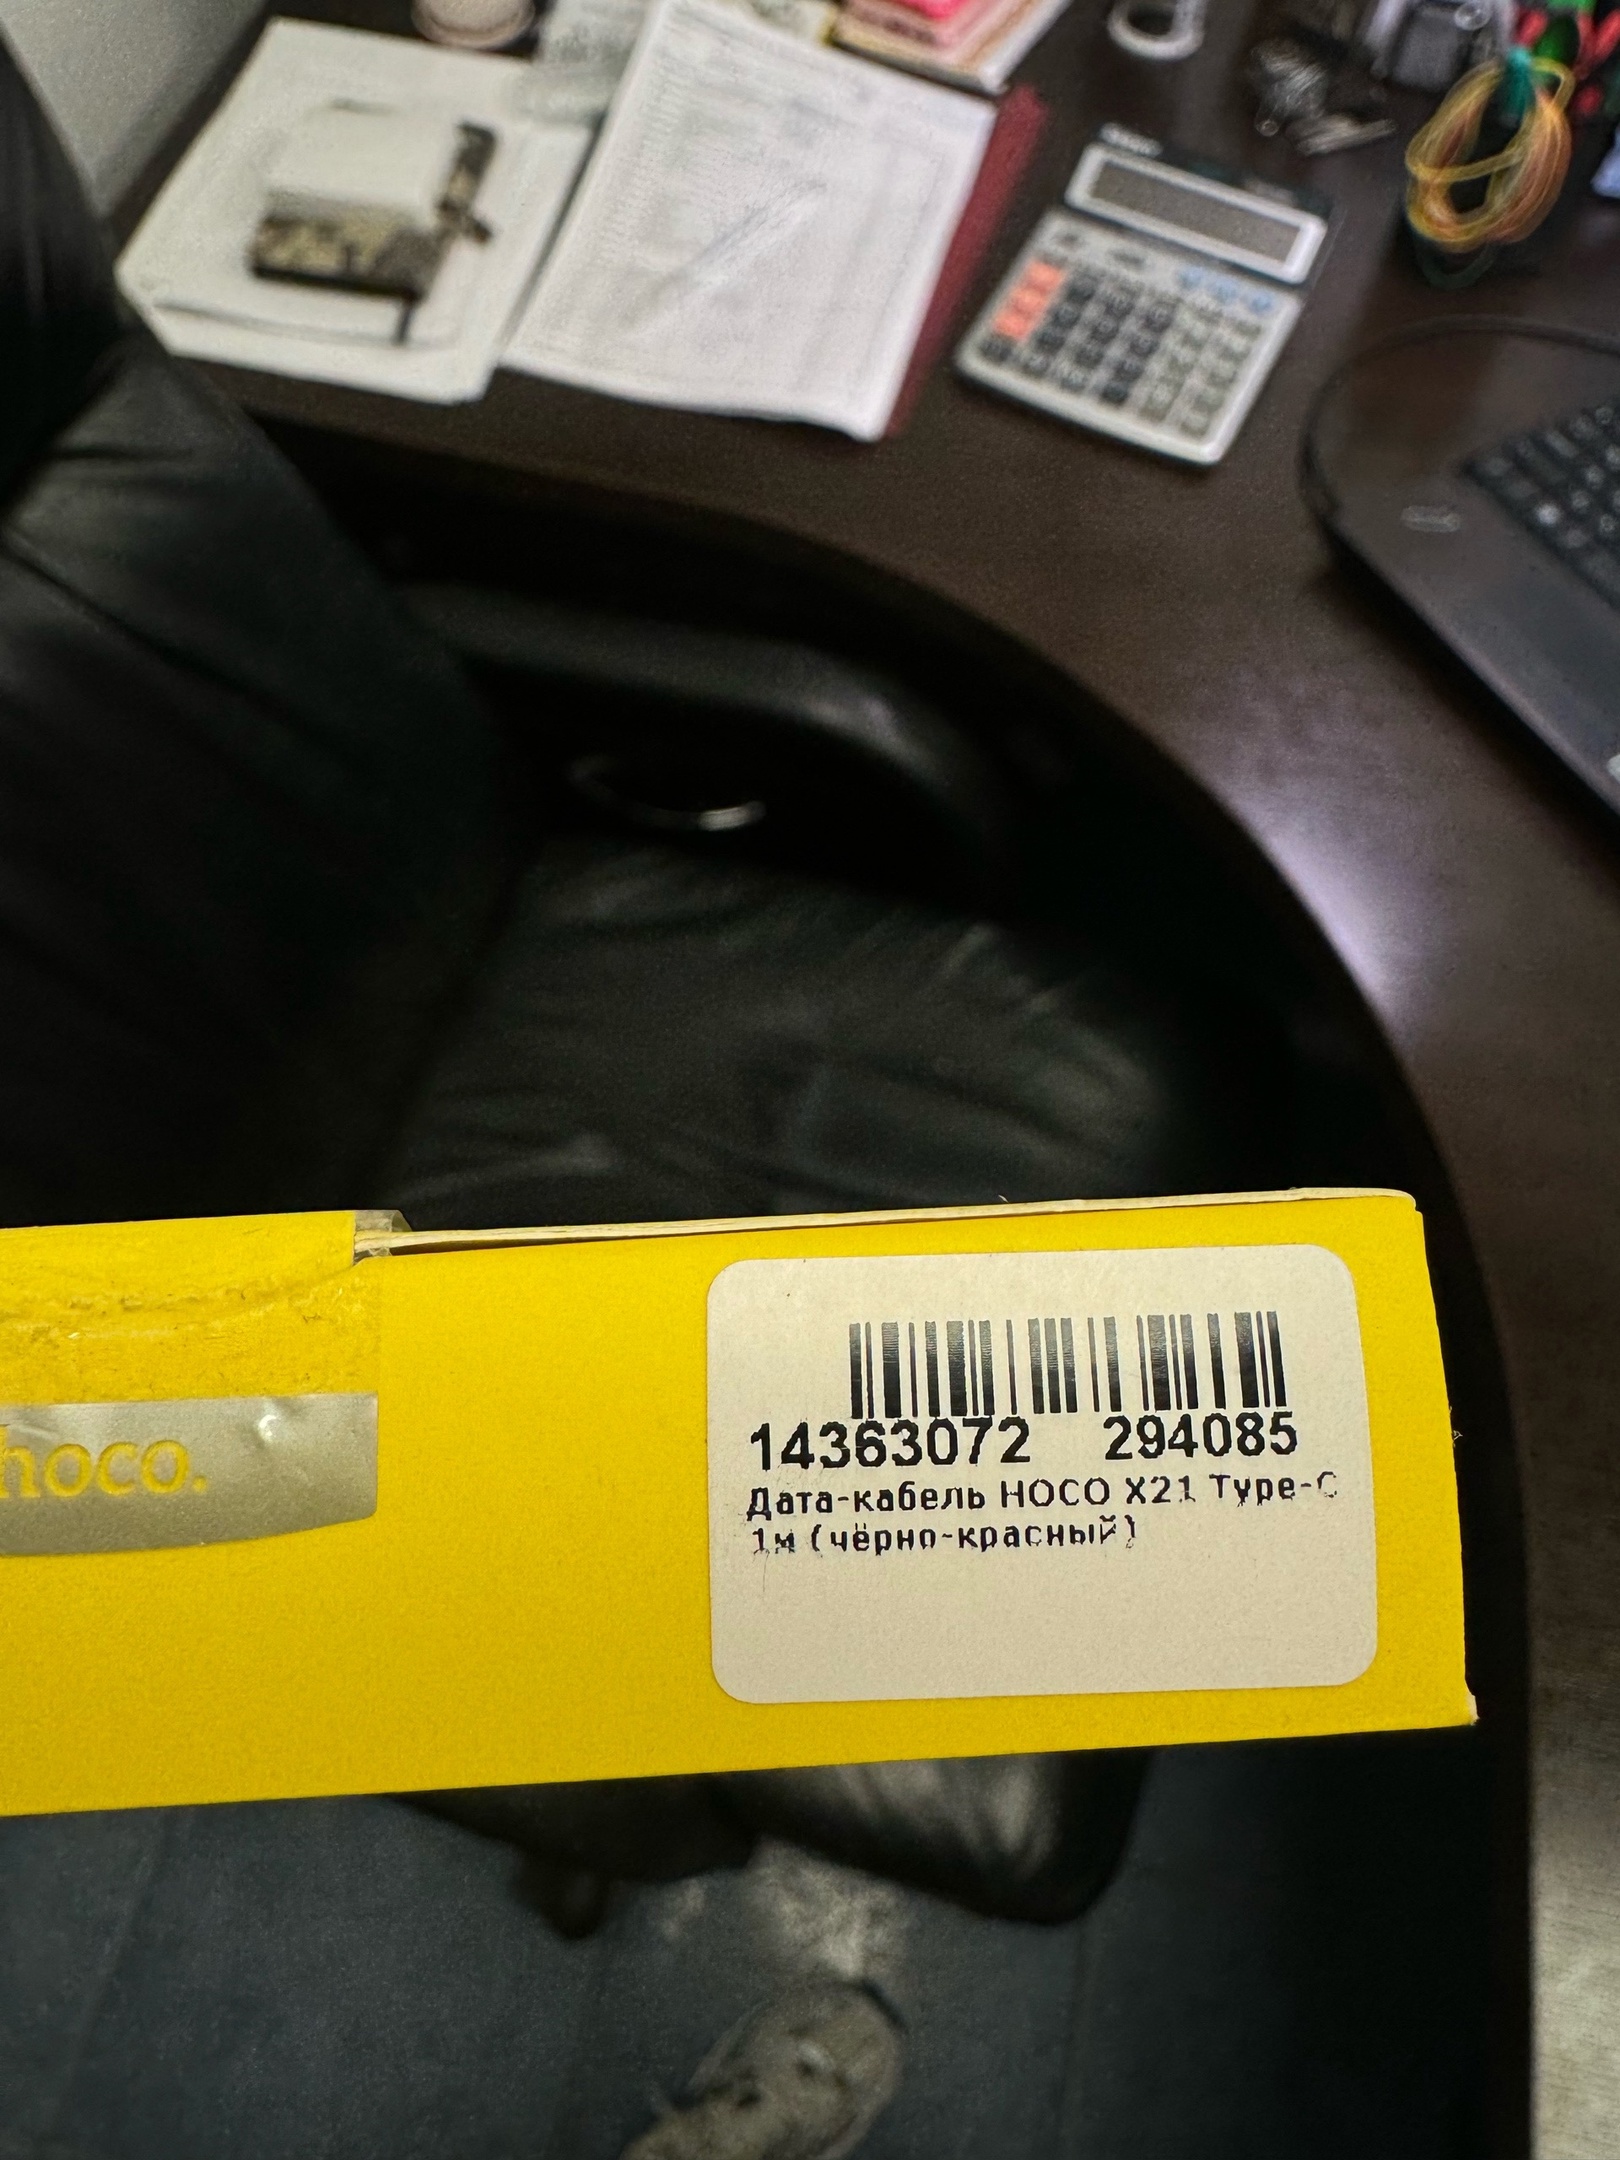 hoco.
14363072 294085
Дата-кабель HOCO X21 Type-C
1м (чёрно-красный)